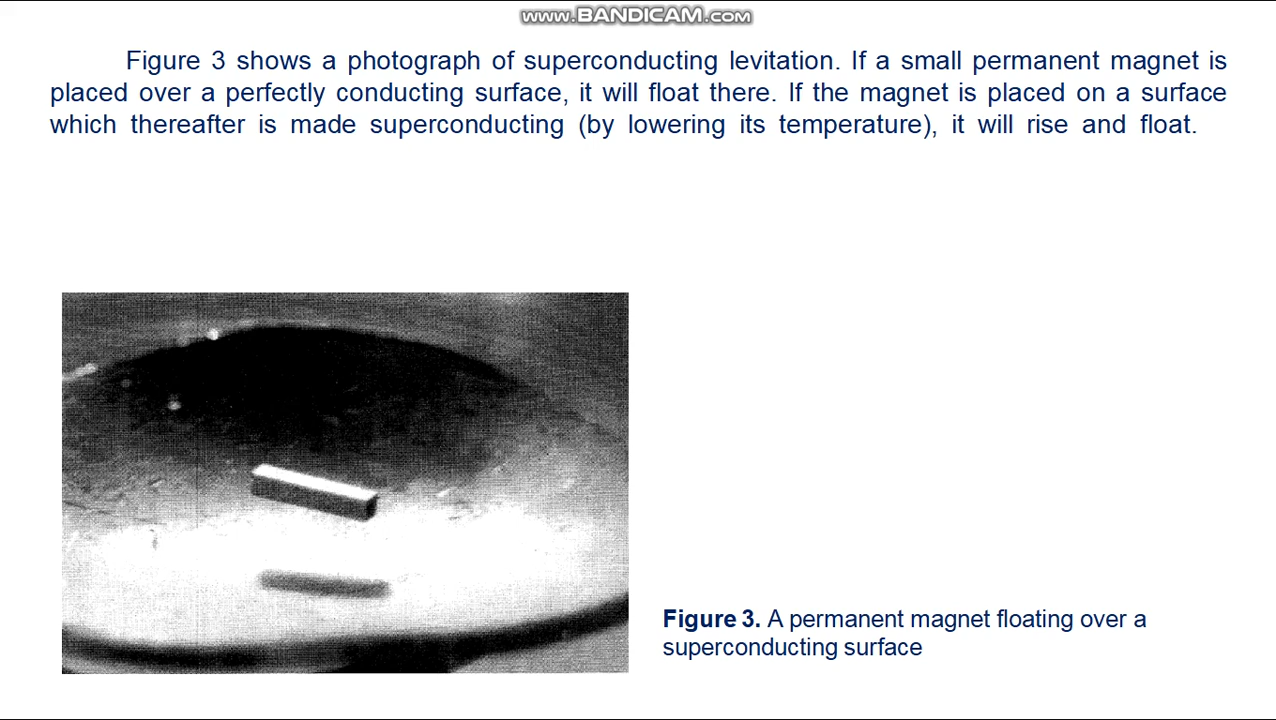 www.BANDICAM.com
Figure 3 shows a photograph of superconducting levitation. If a small permanent magnet is
placed over a perfectly conducting surface, it will float there. If the magnet is placed on a surface
which thereafter is made superconducting (by lowering its temperature), it will rise and float.
Figure 3. A permanent magnet floating over a
superconducting surface